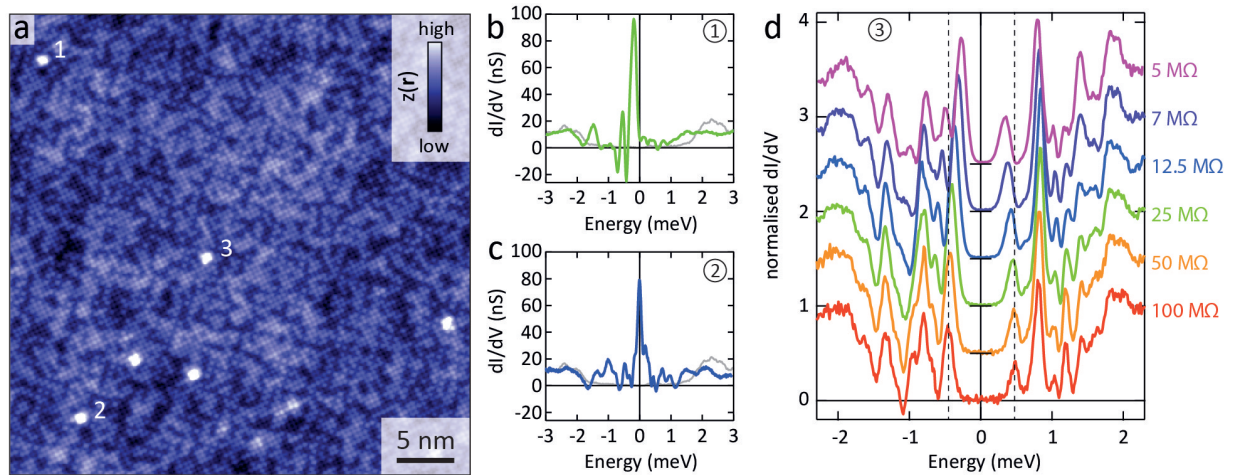 a
1
high
z(r)
low
3
2
5 nm
b
1
dI/dV (nS)
100
80
60
40
20
0
-20
-3 -2 -1 0 1 2 3
Energy (meV)
c
2
dI/dV (nS)
100
80
60
40
20
0
-20
-3 -2 -1 0 1 2 3
Energy (meV)
d
3
normalised dI/dV
4
3
2
1
0
5 MΩ
7 MΩ
12.5 MΩ
25 MΩ
50 MΩ
100 MΩ
-2 -1 0 1 2
Energy (meV)